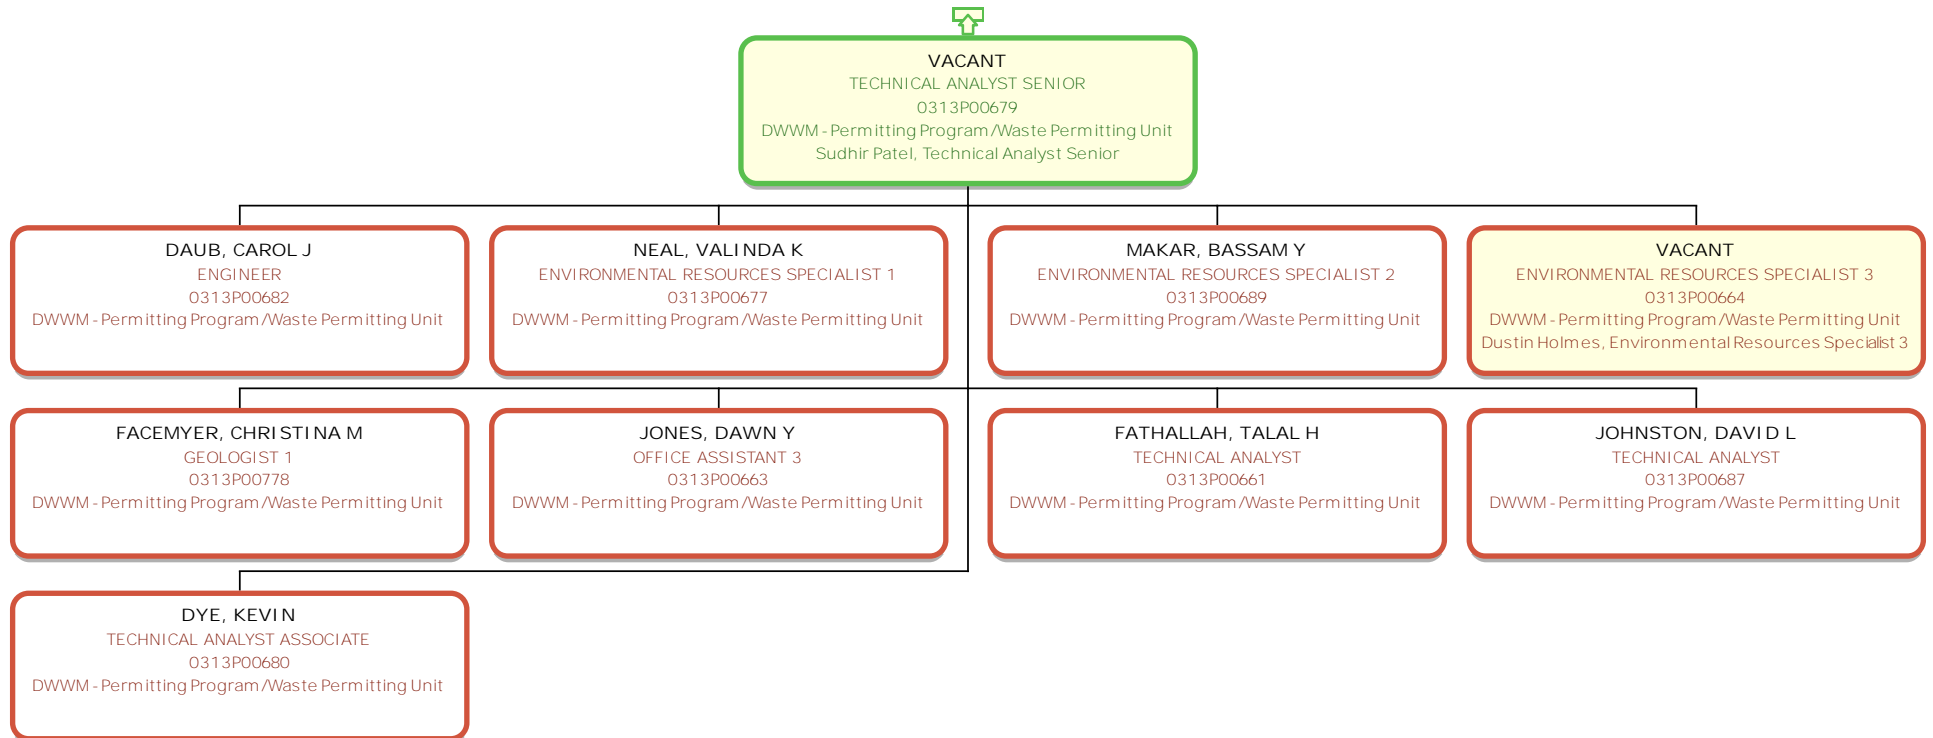 VACANT
TECHNICAL ANALYST SENIOR
0313P00679
DWWM - Permitting Program/Waste Permitting Unit
Sudhir Patel, Technical Analyst Senior
DAUB, CAROL J
ENGINEER
0313P00682
DWWM - Permitting Program/Waste Permitting Unit
NEAL, VALINDA K
ENVIRONMENTAL RESOURCES SPECIALIST 1
0313P00677
DWWM - Permitting Program/Waste Permitting Unit
MAKAR, BASSAM Y
ENVIRONMENTAL RESOURCES SPECIALIST 2
0313P00689
DWWM - Permitting Program/Waste Permitting Unit
VACANT
ENVIRONMENTAL RESOURCES SPECIALIST 3
0313P00664
DWWM - Permitting Program/Waste Permitting Unit
Dustin Holmes, Environmental Resources Specialist 3
FACEMYER, CHRISTINA M
GEOLOGIST 1
0313P00778
DWWM - Permitting Program/Waste Permitting Unit
JONES, DAWN Y
OFFICE ASSISTANT 3
0313P00663
DWWM - Permitting Program/Waste Permitting Unit
FATHALLAH, TALAL H
TECHNICAL ANALYST
0313P00661
DWWM - Permitting Program/Waste Permitting Unit
JOHNSTON, DAVID L
TECHNICAL ANALYST
0313P00687
DWWM - Permitting Program/Waste Permitting Unit
DYE, KEVIN
TECHNICAL ANALYST ASSOCIATE
0313P00680
DWWM - Permitting Program/Waste Permitting Unit